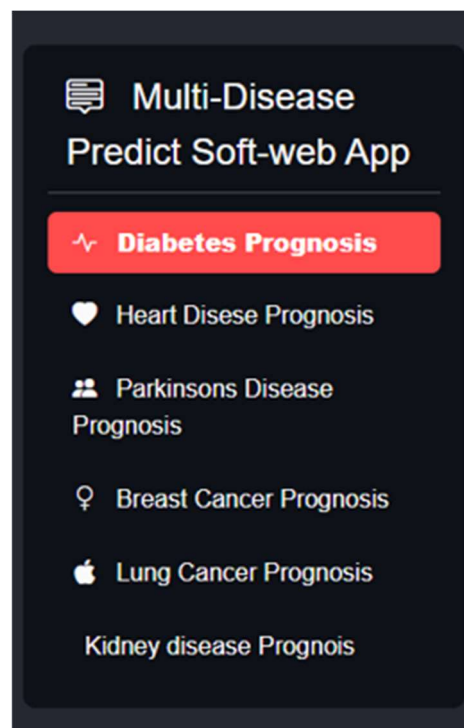 Multi-Disease
Predict Soft-web App
Diabetes Prognosis
Heart Disese Prognosis
Parkinsons Disease
Prognosis
Breast Cancer Prognosis
Lung Cancer Prognosis
Kidney disease Prognois